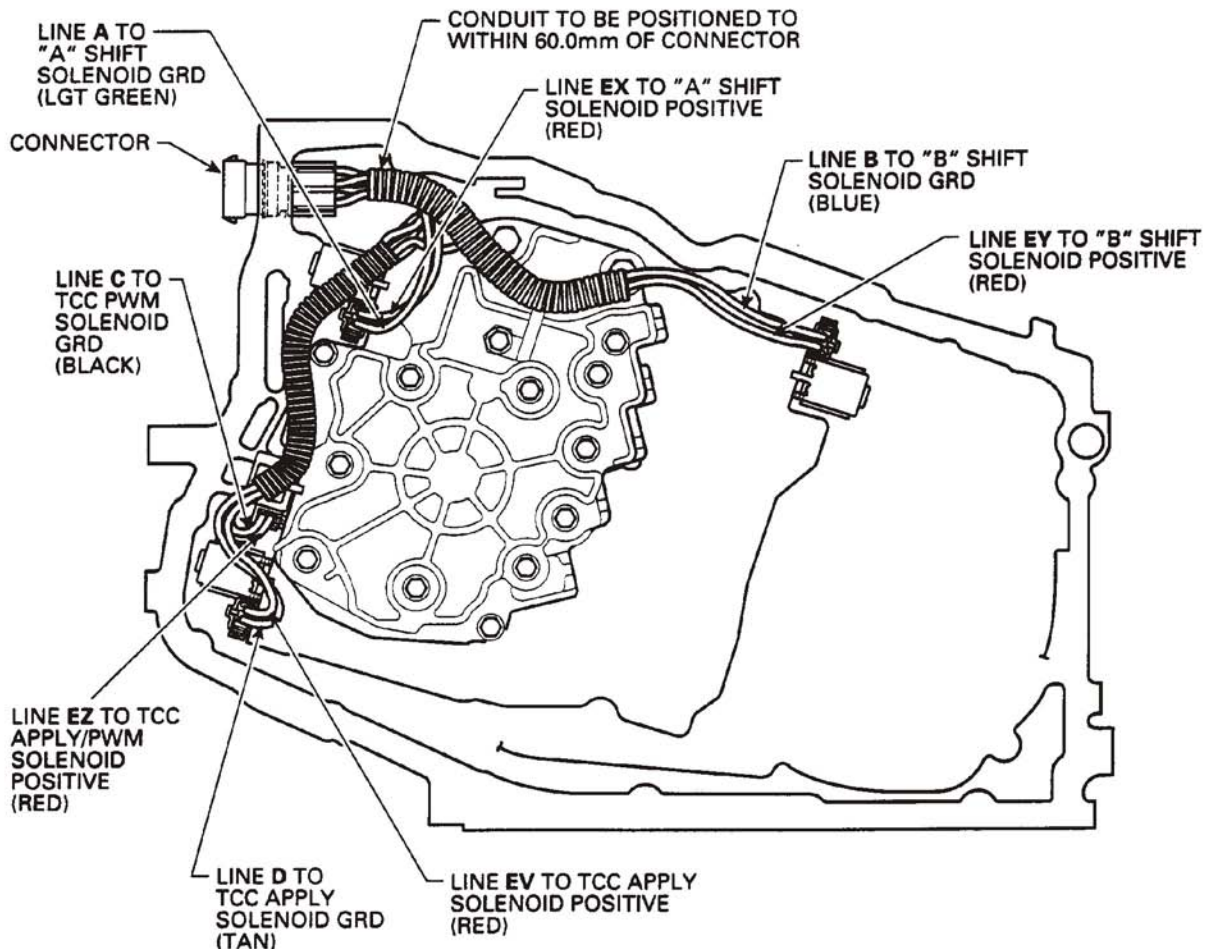 LINE A TO
"A" SHIFT
SOLENOID GRD
(LGT GREEN)
CONDUIT TO BE POSITIONED TO
WITHIN 60.0mm OF CONNECTOR
LINE EX TO "A" SHIFT
SOLENOID POSITIVE
(RED)
CONNECTOR
LINE B TO "B" SHIFT
SOLENOID GRD
(BLUE)
LINE EY TO "B" SHIFT
SOLENOID POSITIVE
(RED)
LINE C TO
TCC PWM
SOLENOID
GRD
(BLACK)
LINE EZ TO TCC
APPLY/PWM
SOLENOID
POSITIVE
(RED)
LINE D TO
TCC APPLY
SOLENOID GRD
(TAN)
LINE EV TO TCC APPLY
SOLENOID POSITIVE
(RED)